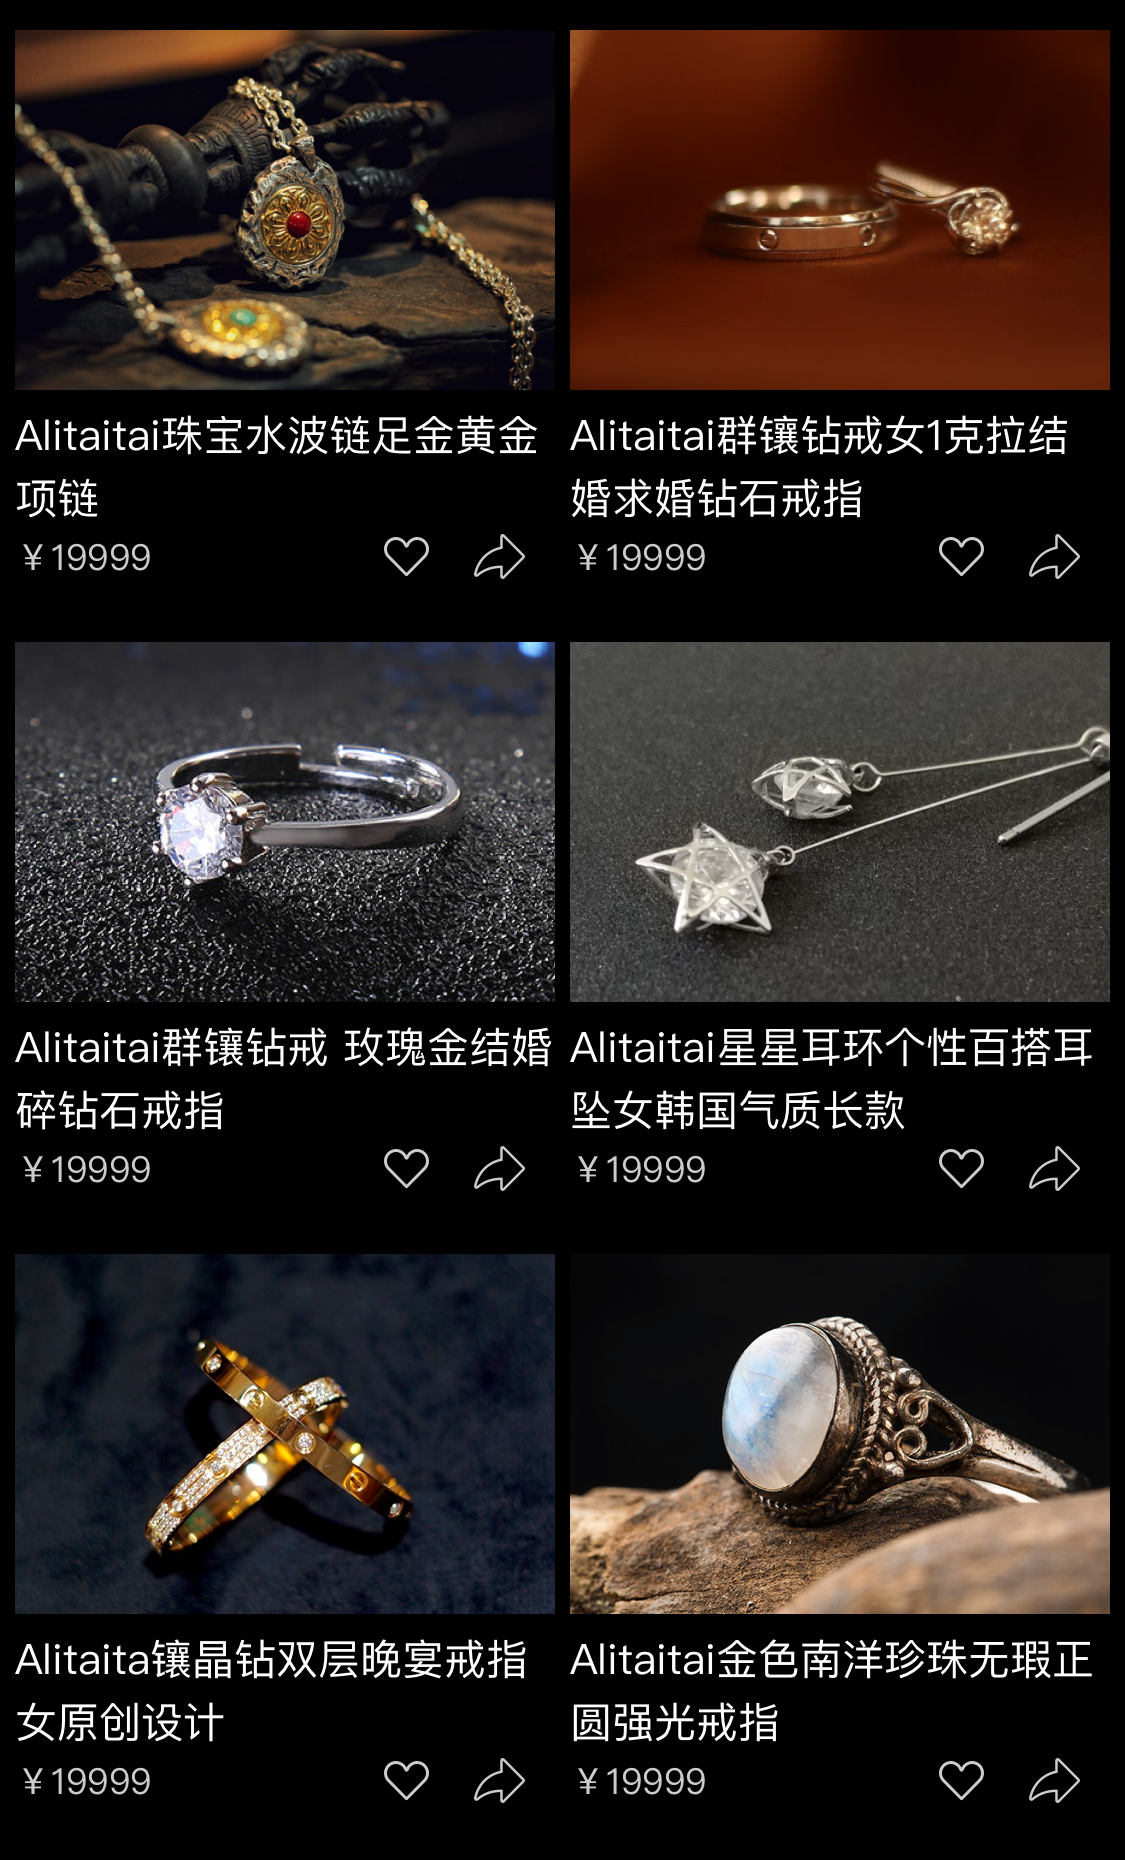 Alitaitai珠宝水波链足金黄金
项链
¥19999
Alitaitai群镶钻戒女1克拉结
婚求婚钻石戒指
¥19999
Alitaitai群镶钻戒 玫瑰金结婚
碎钻石戒指
¥19999
Alitaitai星星耳环个性百搭耳
坠女韩国气质长款
¥19999
Alitaita镶晶钻双层晚宴戒指
女原创设计
¥19999
Alitaitai金色南洋珍珠无瑕正
圆强光戒指
¥19999